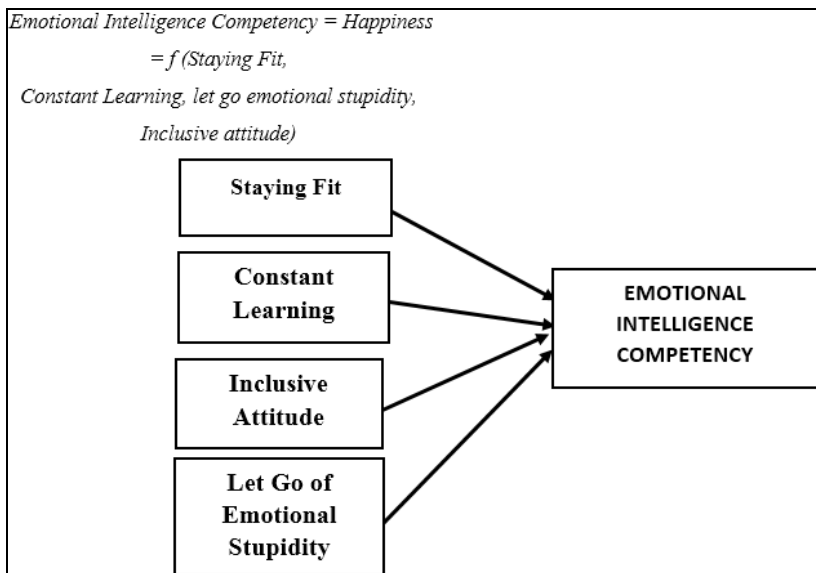 Emotional Intelligence Competency = Happiness
= f (Staying Fit,
Constant Learning, let go emotional stupidity,
Inclusive attitude)
Staying Fit
Constant
Learning
Inclusive
Attitude
Let Go of
Emotional
Stupidity
EMOTIONAL
INTELLIGENCE
COMPETENCY